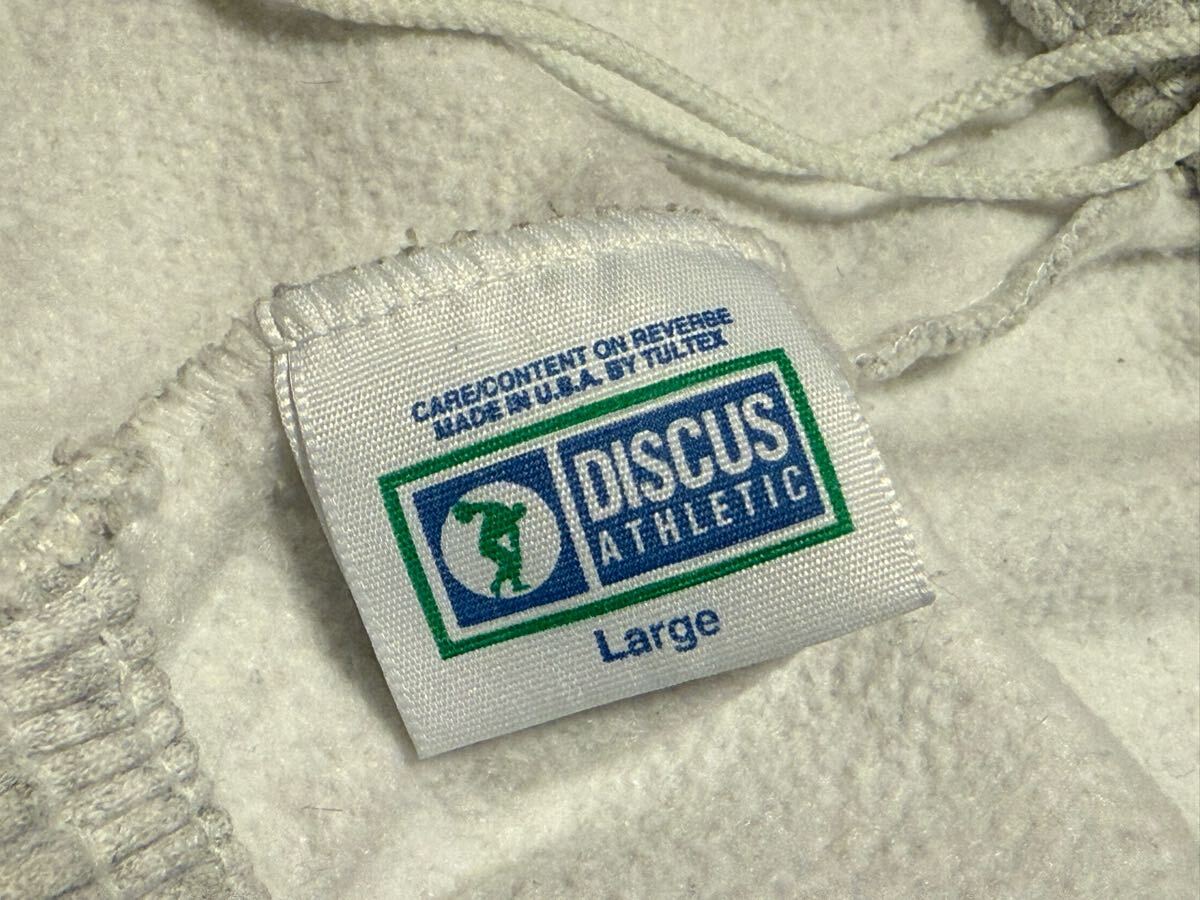 CARE/CONTENT ON REVERSE
MADE IN U.S.A. BY TULTEX
DISCUS
ATHLETIC
Large